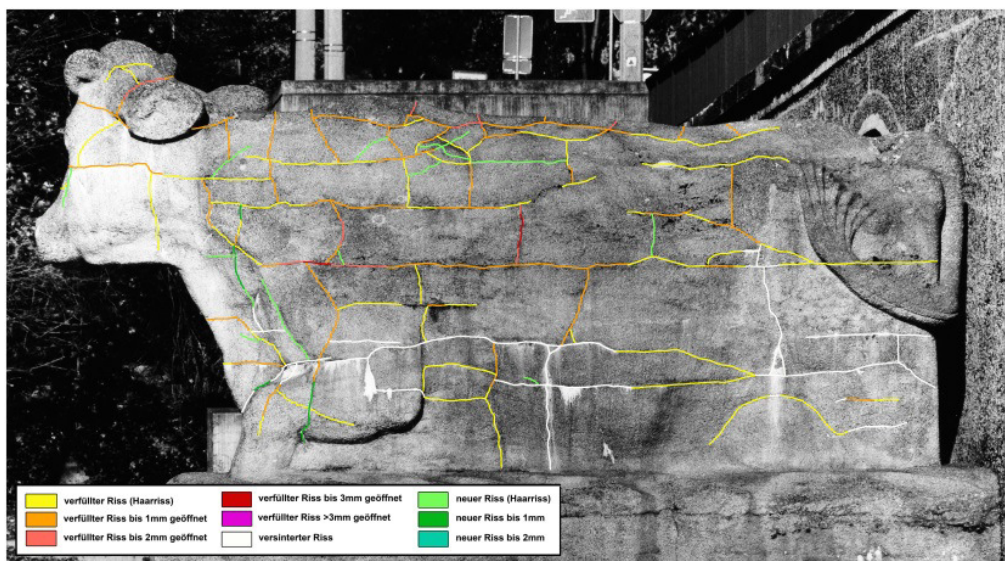 verfüllter Riss (Haarriss)
verfüllter Riss bis 1mm geöffnet
verfüllter Riss bis 2mm geöffnet
verfüllter Riss bis 3mm geöffnet
verfüllter Riss >3mm geöffnet
versinterter Riss
neuer Riss (Haarriss)
neuer Riss bis 1mm
neuer Riss bis 2mm